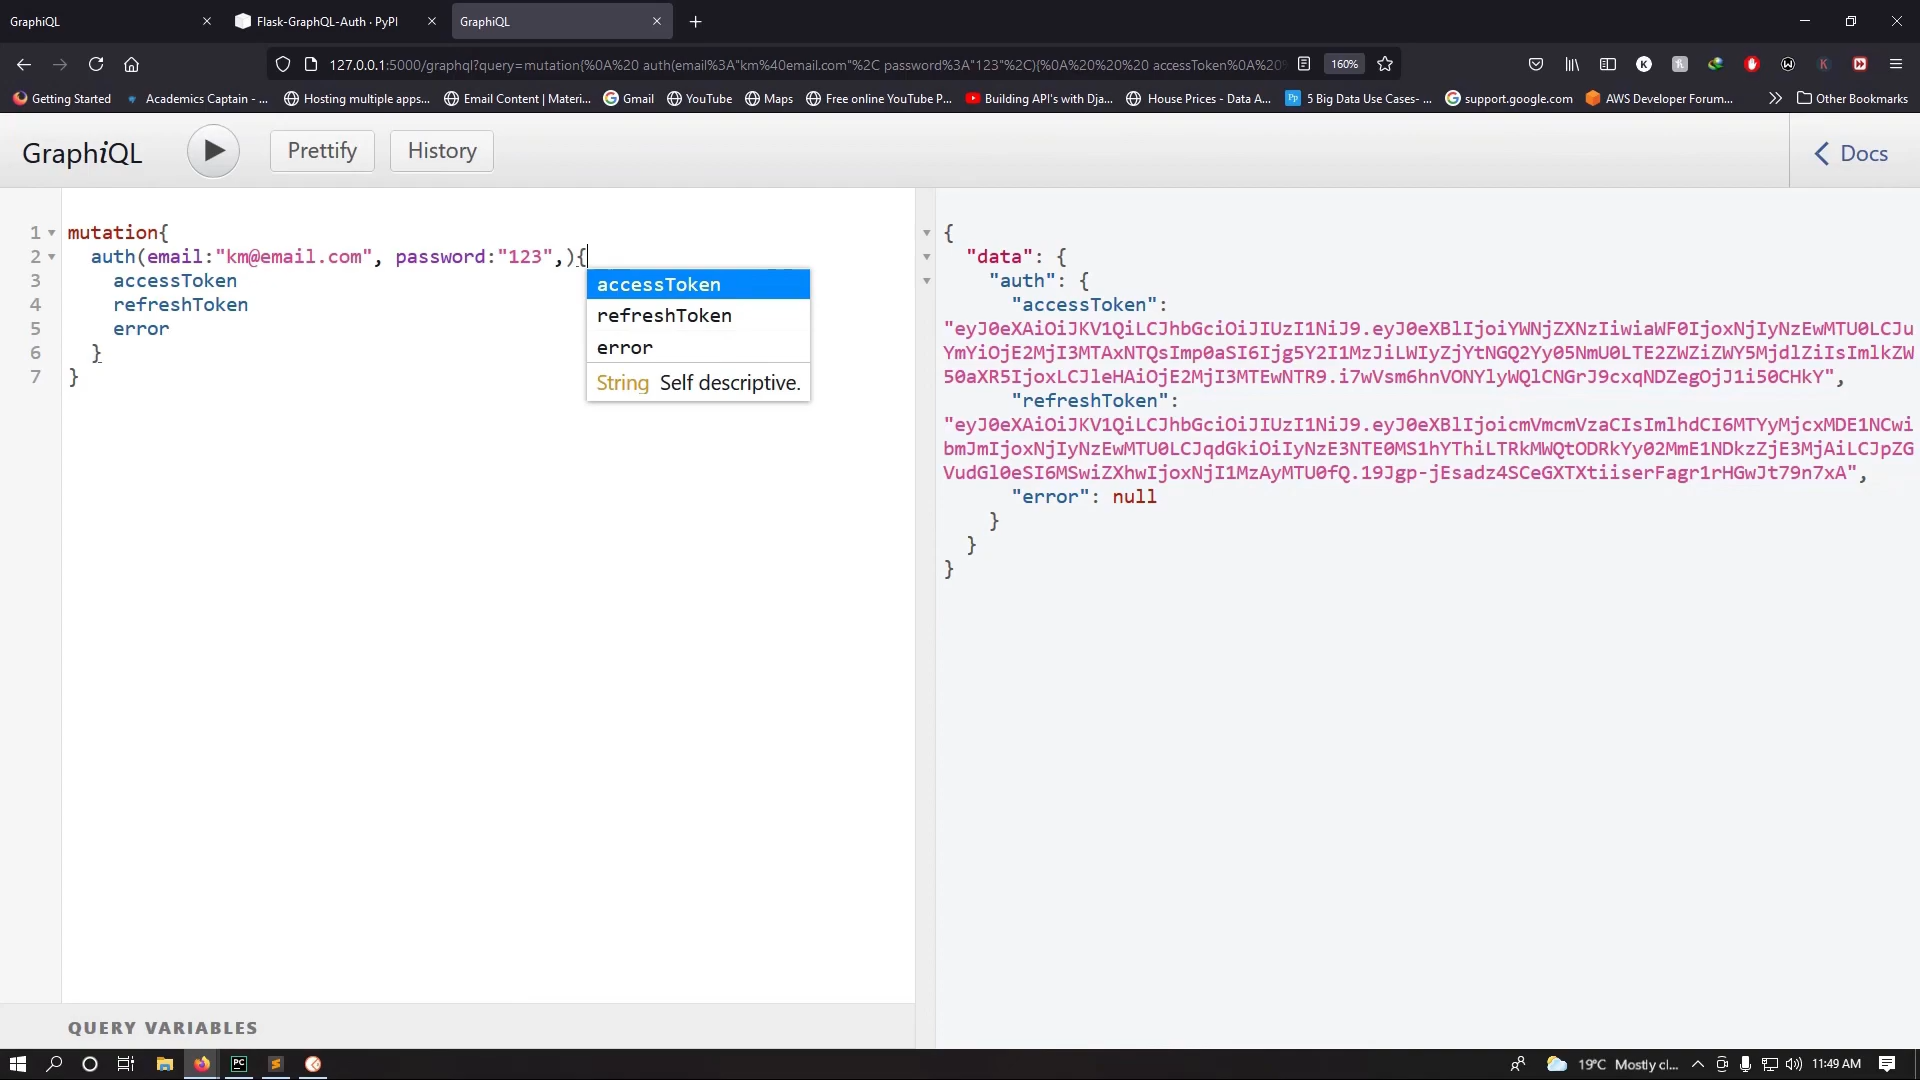 GraphiQL
Flask-GraphQL-Auth · PyPI
GraphiQL
127.0.0.1:5000/graphql?query=mutation{%0A%20 auth(email%3A"km%40email.com"%2C password%3A"123"%2C){%0A%20%20%20 accessToken%0A%20%20%20
160%
Getting Started
Academics Captain - ...
Hosting multiple apps...
Email Content | Materi...
Gmail
YouTube
Maps
Free online YouTube P...
Building API's with Dja...
House Prices - Data A...
5 Big Data Use Cases- ...
support.google.com
AWS Developer Forum...
Other Bookmarks
GraphiQL
Prettify
History
Docs
1 mutation{
2 auth(email:"km@email.com", password:"123",){
3 accessToken
4 refreshToken
5 error
6 }
7 }
accessToken
refreshToken
error
String Self descriptive.
{
"data": {
"auth": {
"accessToken":
"eyJ0eXAiOiJKV1QiLCJhbGciOiJIUzI1NiJ9.eyJ0eXBlIjoiYWNjZXNzIiwiaWF0IjoxNjIyNzEwMTU0LCJu
YmYiOjE2MjI3MTAxNTQsImp0aSI6Ijg5Y2I1MzJiLWIyZjYtNGQ2Yy05NmU0LTE2ZWZiZWY5MjdlZiIsImlkZW
50aXR5IjoxLCJleHAiOjE2MjI3MTEwNTR9.i7wVsm6hnVONYlyWQlCNGrJ9cxqNDZegOjJ1i50CHkY",
"refreshToken":
"eyJ0eXAiOiJKV1QiLCJhbGciOiJIUzI1NiJ9.eyJ0eXBlIjoicmVmcmVzaCIsImlhdCI6MTYyMjcxMDE1NCwi
bmJmIjoxNjIyNzEwMTU0LCJqdGkiOiIyNzE3NTE0MS1hYThiLTRkMWQtODRkYy02MmE1NDkzZjE3MjAiLCJpZG
VudGl0eSI6MSwiZXhwIjoxNjI1MzAyMTU0fQ.19Jgp-jEsadz4SCeGXTXtiiserFagr1rHGwJt79n7xA",
"error": null
}
}
}
QUERY VARIABLES
19°C Mostly cl...
11:49 AM